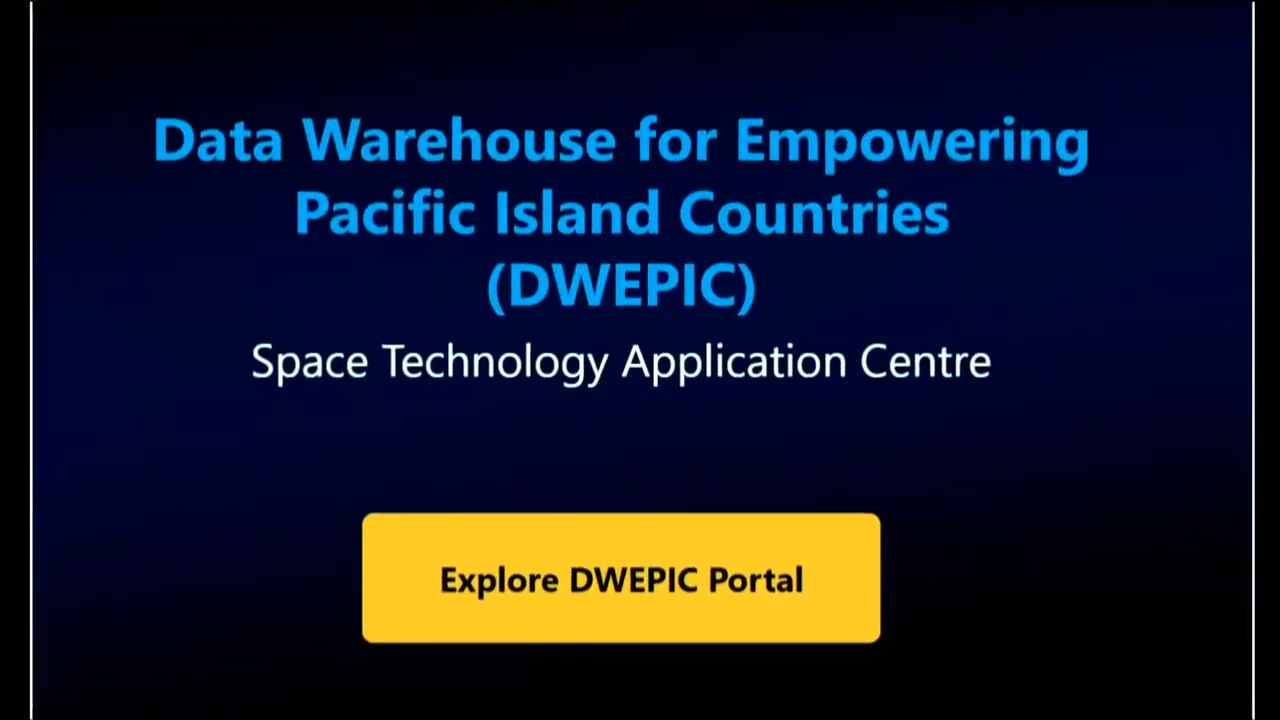 Data Warehouse for Empowering
Pacific Island Countries
(DWEPIC)
Space Technology Application Centre
Explore DWEPIC Portal